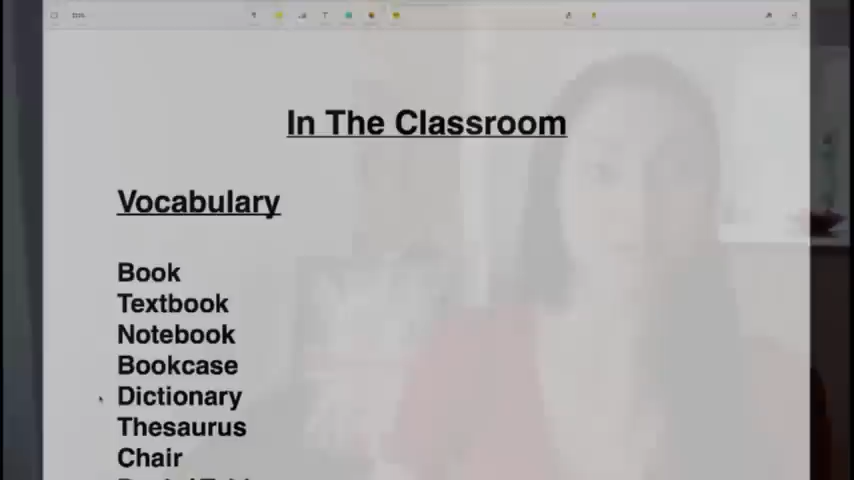 In The Classroom
Vocabulary
Book
Textbook
Notebook
Bookcase
Dictionary
Thesaurus
Chair